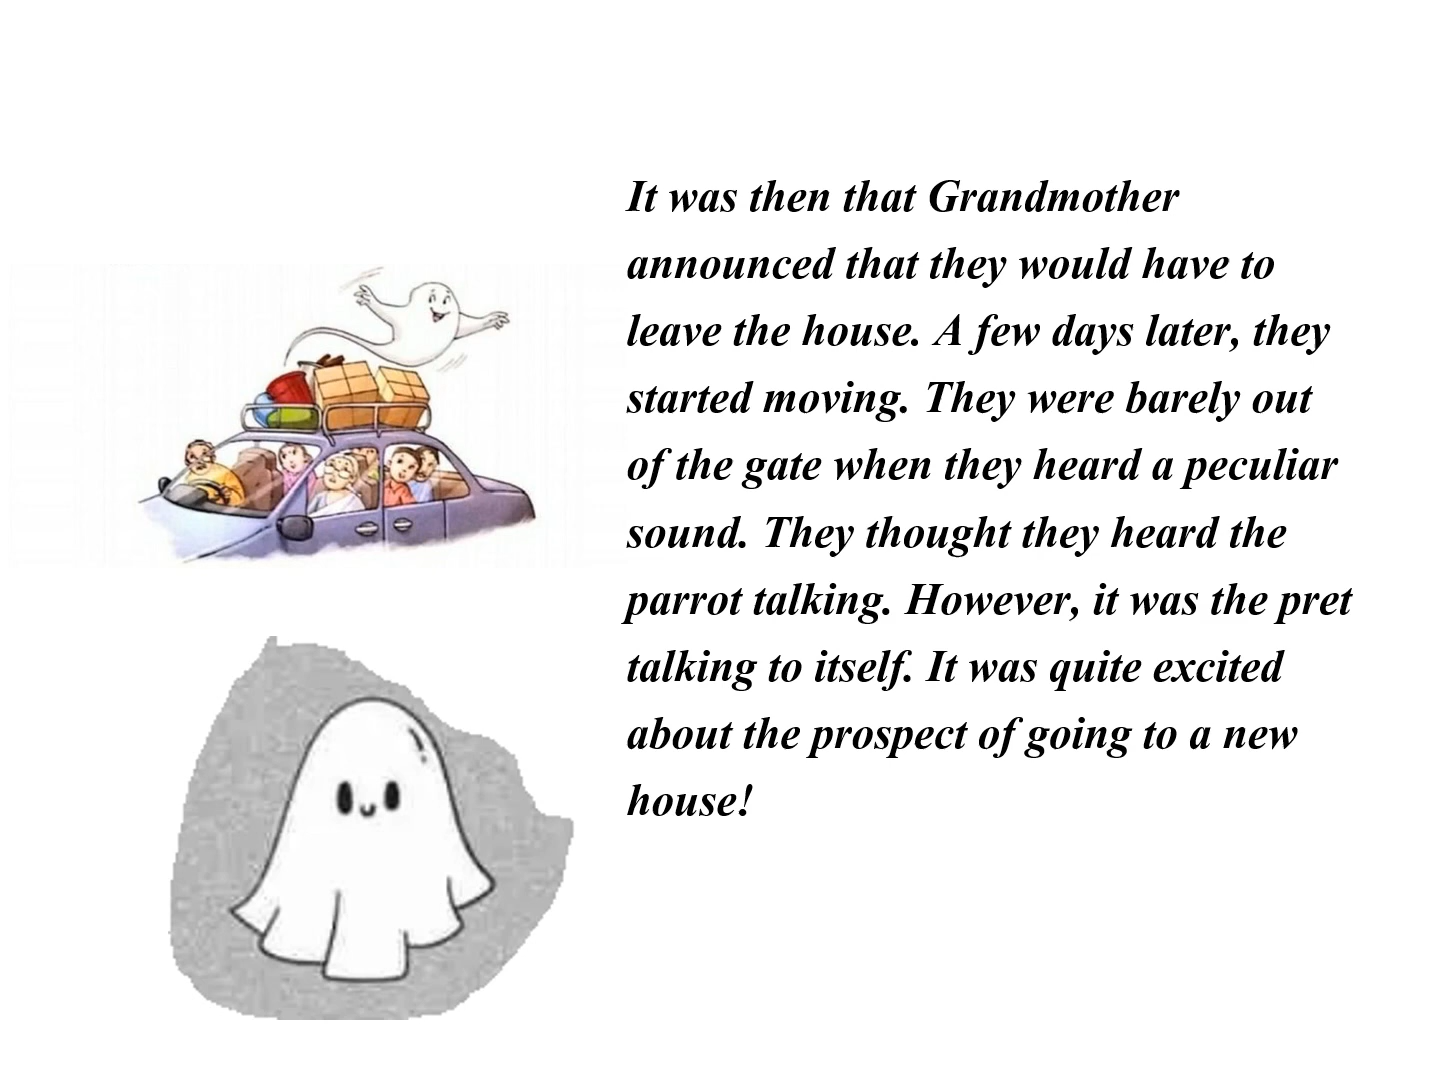 It was then that Grandmother
announced that they would have to
leave the house. A few days later, they
started moving. They were barely out
of the gate when they heard a peculiar
sound. They thought they heard the
parrot talking. However, it was the pret
talking to itself. It was quite excited
about the prospect of going to a new
house!